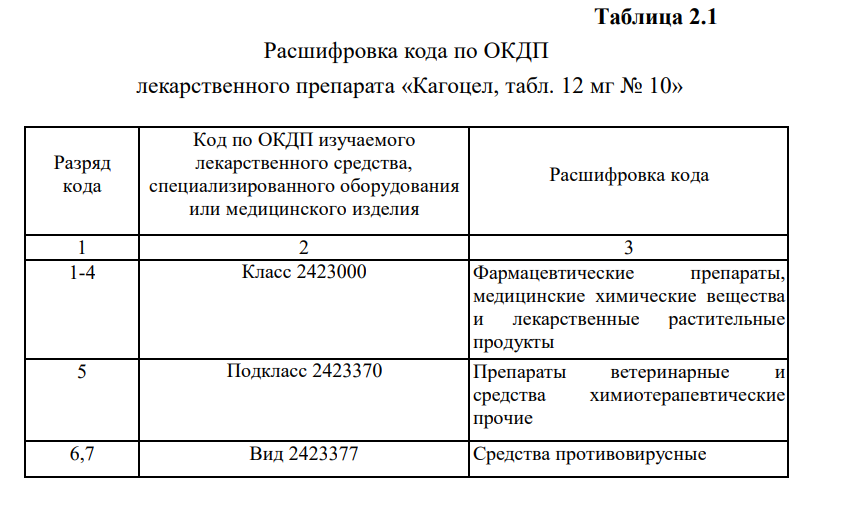 Таблица 2.1
Расшифровка кода по ОКДП
лекарственного препарата «Кагоцел, табл. 12 мг № 10»
Разряд
кода
Код по ОКДП изучаемого
лекарственного средства,
специализированного оборудования
или медицинского изделия
Расшифровка кода
1
2
3
1-4
Класс 2423000
Фармацевтические препараты,
медицинские химические вещества
и лекарственные растительные
продукты
5
Подкласс 2423370
Препараты ветеринарные и
средства химиотерапевтические
прочие
6,7
Вид 2423377
Средства противовирусные